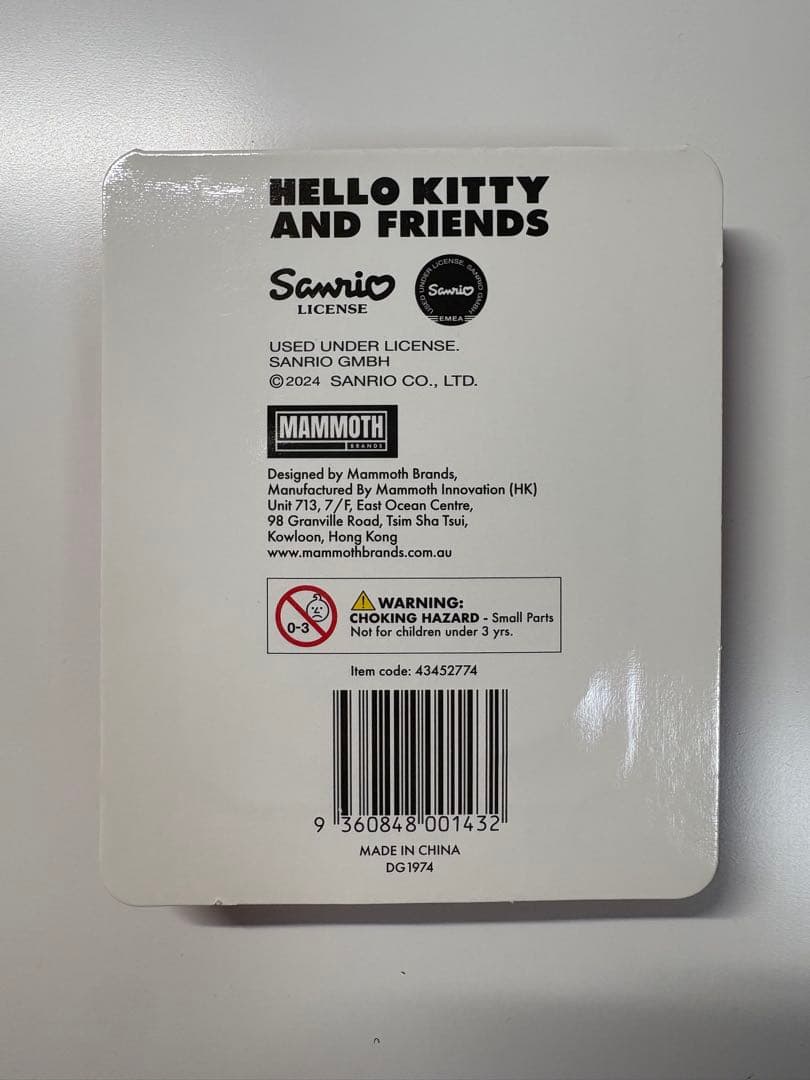 HELLO KITTY
AND FRIENDS
Sanrio
LICENSE
USED UNDER LICENSE. SANRIO GMBH
Sanrio
EMEA
USED UNDER LICENSE.
SANRIO GMBH
©2024 SANRIO CO., LTD.
MAMMOTH
BRANDS
Designed by Mammoth Brands,
Manufactured By Mammoth Innovation (HK)
Unit 713, 7/F, East Ocean Centre,
98 Granville Road, Tsim Sha Tsui,
Kowloon, Hong Kong
www.mammothbrands.com.au
0-3
WARNING:
CHOKING HAZARD - Small Parts
Not for children under 3 yrs.
Item code: 43452774
9 360848 001432
MADE IN CHINA
DG1974